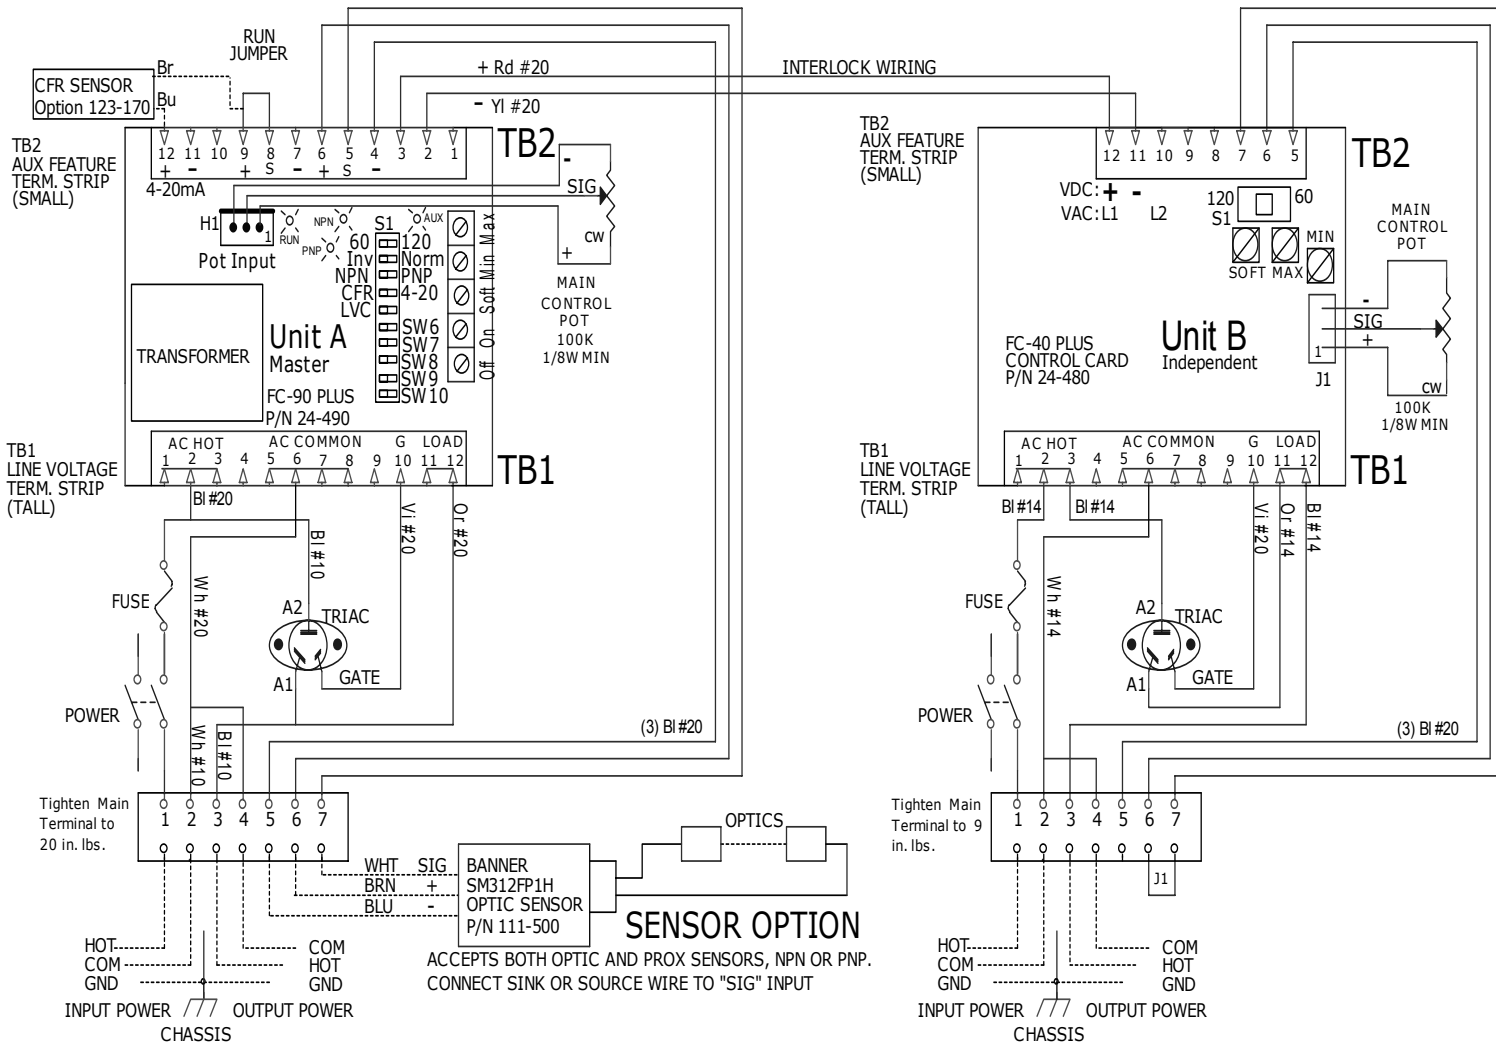 RUN
JUMPER
Br
CFR SENSOR
Option 123-170
Bu
+ Rd #20
INTERLOCK WIRING
- Yl #20
TB2
AUX FEATURE
TERM. STRIP
(SMALL)
12 11 10 9 8 7 6 5 4 3 2 1
+ - + S - + S -
4-20mA
TB2
-
SIG
cw
+
MAIN
CONTROL
POT
100K
1/8W MIN
H1
1
Pot Input
RUN
NPN
PNP
AUX
S1
60 120
Inv Norm
NPN PNP
CFR 4-20
LVC
SW6
SW7
SW8
SW9
SW10
Off On Soft Min Max
TRANSFORMER
Unit A
Master
FC-90 PLUS
P/N 24-490
TB1
LINE VOLTAGE
TERM. STRIP
(TALL)
AC HOT AC COMMON G LOAD
1 2 3 4 5 6 7 8 9 10 11 12
TB1
Bl #20
Bl #10
Vi #20
Or #20
Wh #20
FUSE
A2
TRIAC
A1
GATE
POWER
Wh #10
Bl #10
(3) Bl #20
Tighten Main
Terminal to
20 in. lbs.
1 2 3 4 5 6 7
WHT SIG
BRN +
BLU -
BANNER
SM312FP1H
OPTIC SENSOR
P/N 111-500
OPTICS
SENSOR OPTION
ACCEPTS BOTH OPTIC AND PROX SENSORS, NPN OR PNP.
CONNECT SINK OR SOURCE WIRE TO "SIG" INPUT
HOT COM
COM HOT
GND GND
INPUT POWER OUTPUT POWER
CHASSIS
TB2
AUX FEATURE
TERM. STRIP
(SMALL)
12 11 10 9 8 7 6 5
TB2
VDC: + -
VAC: L1 L2
120 60
S1
SOFT MAX
MIN
MAIN
CONTROL
POT
-
SIG
+
1
J1
cw
100K
1/8W MIN
Unit B
Independent
FC-40 PLUS
CONTROL CARD
P/N 24-480
TB1
LINE VOLTAGE
TERM. STRIP
(TALL)
AC HOT AC COMMON G LOAD
1 2 3 4 5 6 7 8 9 10 11 12
TB1
Bl #14 Bl #14
Vi #20
Or #14
Bl #14
Wh #14
FUSE
A2
TRIAC
A1
GATE
POWER
(3) Bl #20
Tighten Main
Terminal to 9
in. lbs.
1 2 3 4 5 6 7
J1
HOT COM
COM HOT
GND GND
INPUT POWER OUTPUT POWER
CHASSIS